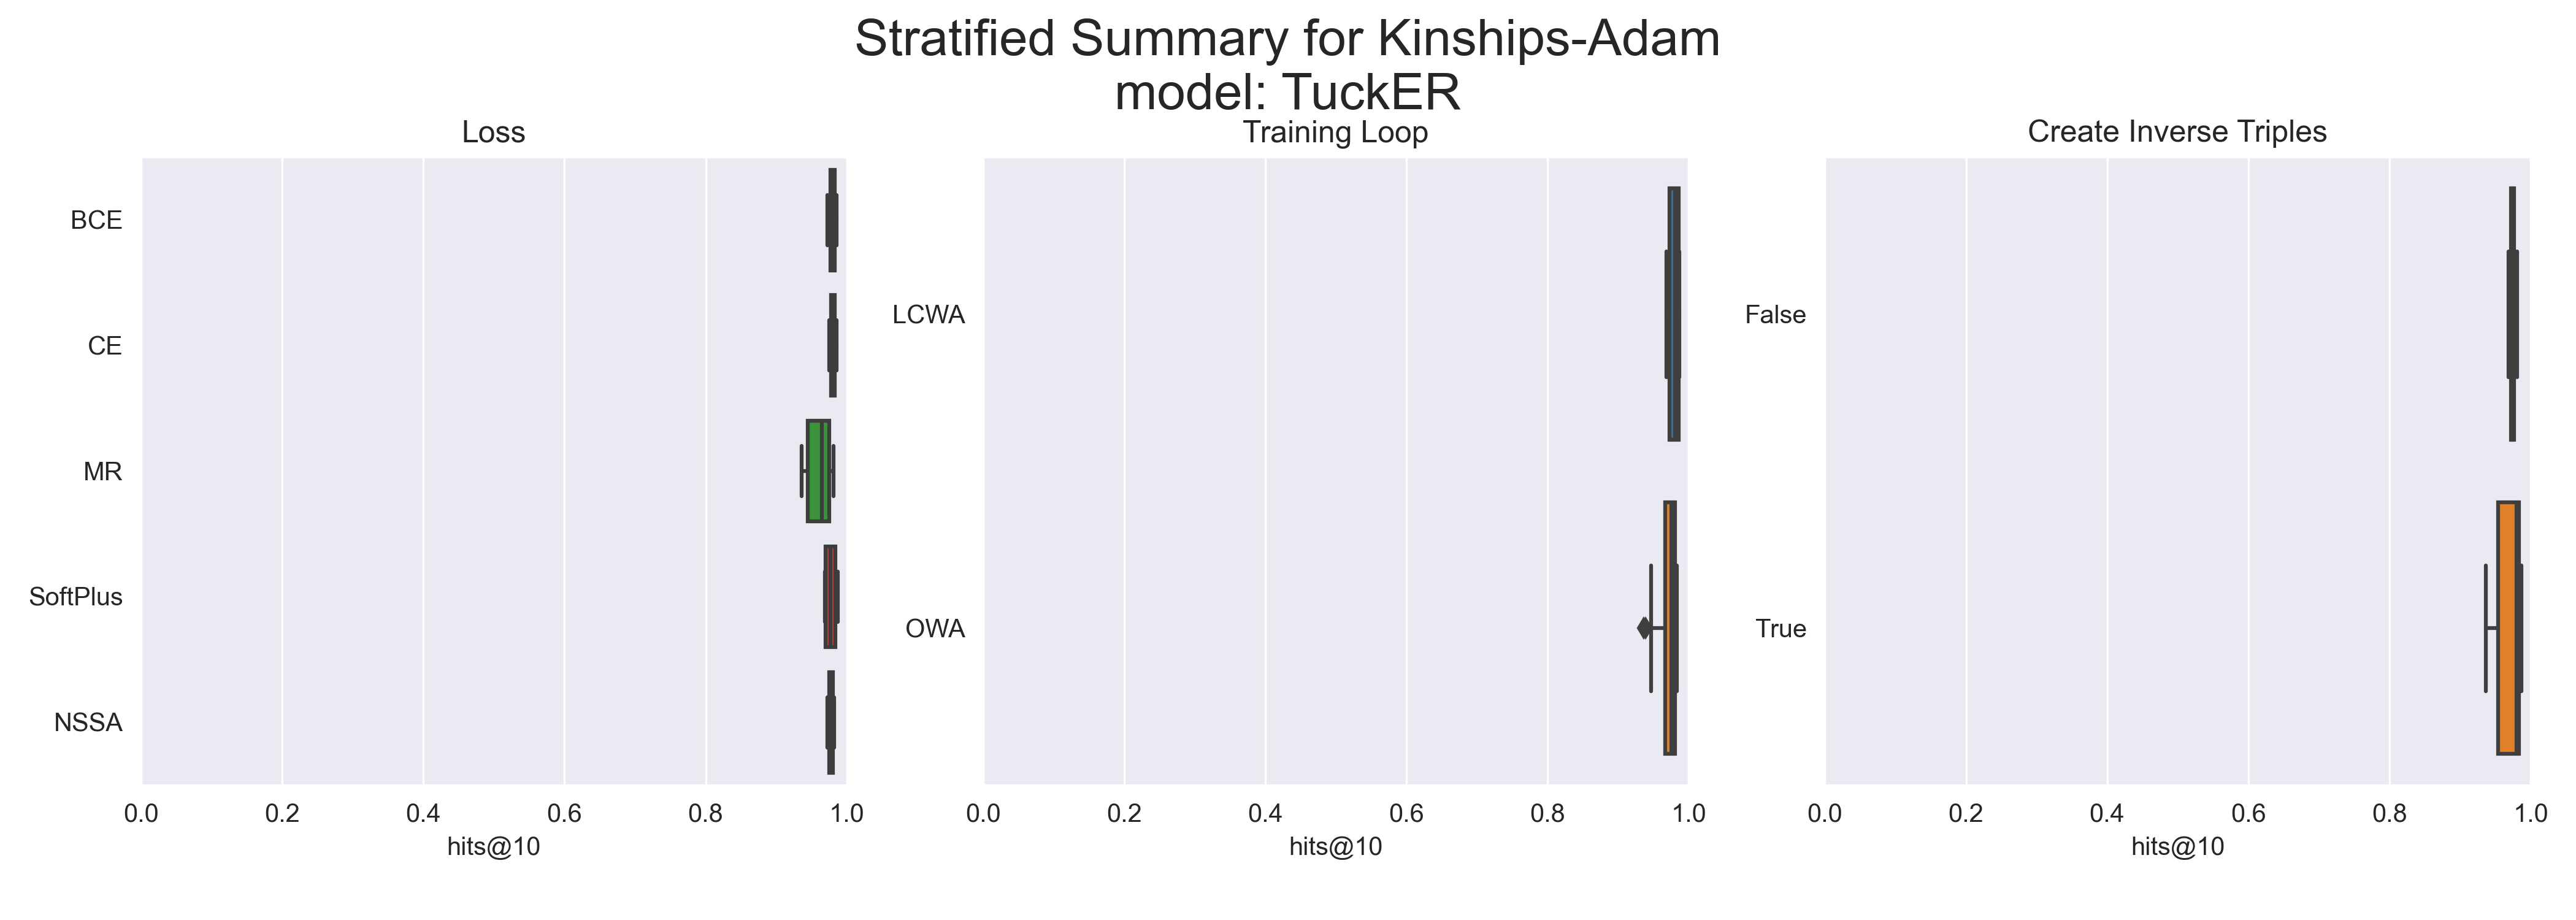 Stratified Summary for Kinships-Adam
model: TuckER
Loss
BCE
CE
MR
SoftPlus
NSSA
0.0 0.2 0.4 0.6 0.8 1.0
hits@10
Training Loop
LCWA
OWA
0.0 0.2 0.4 0.6 0.8 1.0
hits@10
Create Inverse Triples
False
True
0.0 0.2 0.4 0.6 0.8 1.0
hits@10